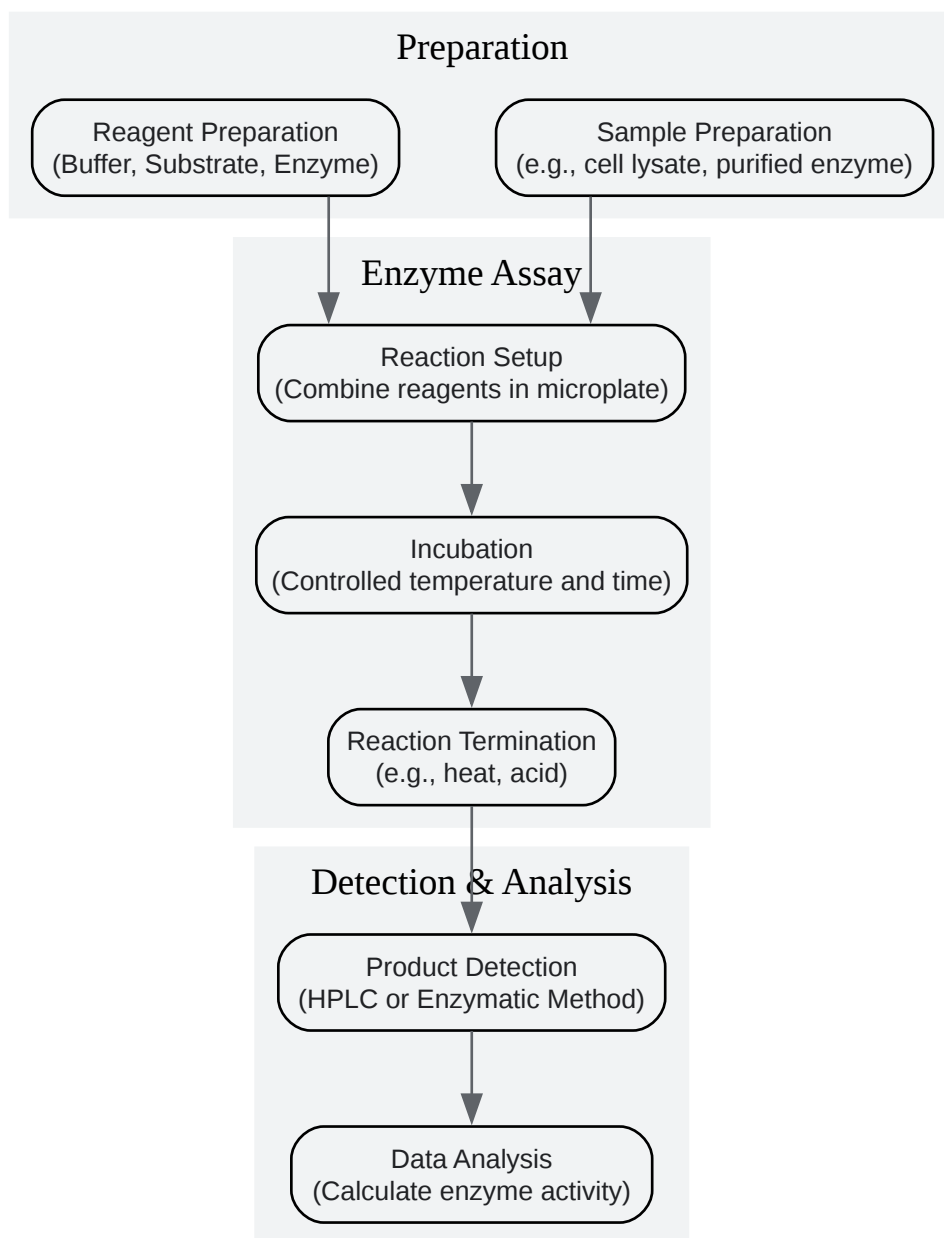 Preparation
Reagent Preparation
(Buffer, Substrate, Enzyme)
Sample Preparation
(e.g., cell lysate, purified enzyme)
Enzyme Assay
Reaction Setup
(Combine reagents in microplate)
Incubation
(Controlled temperature and time)
Reaction Termination
(e.g., heat, acid)
Detection & Analysis
Product Detection
(HPLC or Enzymatic Method)
Data Analysis
(Calculate enzyme activity)